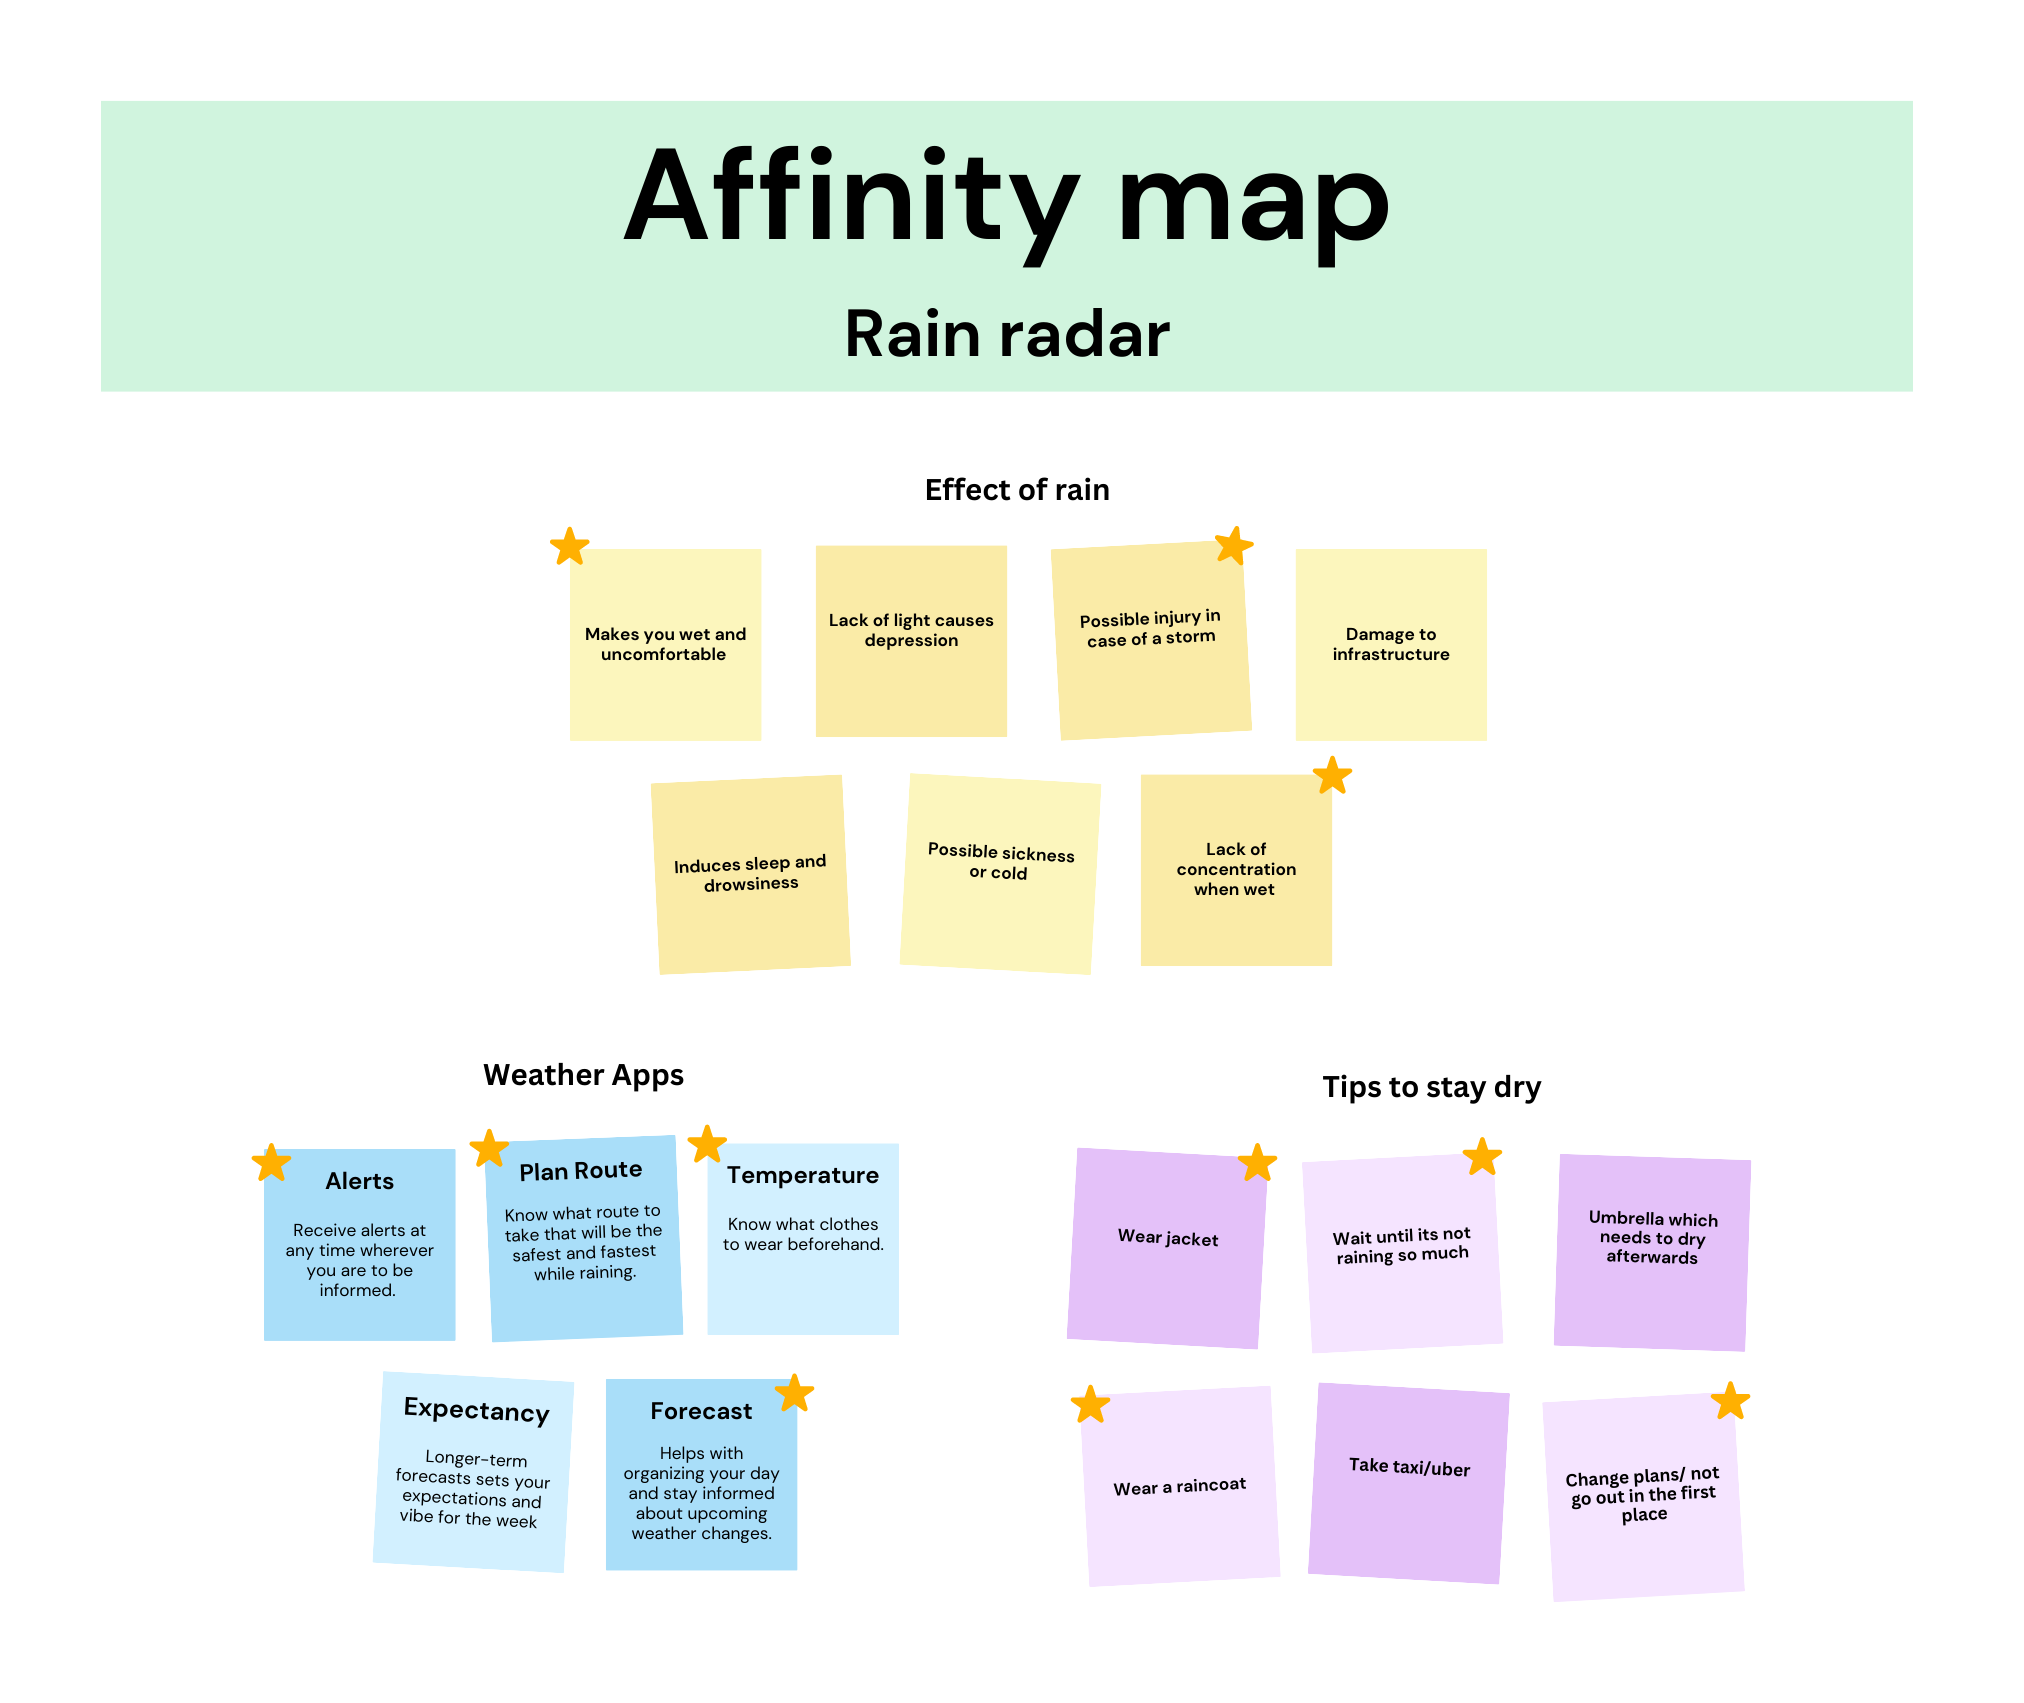 Affinity map
Rain radar
Effect of rain
Makes you wet and
uncomfortable
Lack of light causes
depression
Possible injury in
case of a storm
Damage to
infrastructure
Induces sleep and
drowsiness
Possible sickness
or cold
Lack of
concentration
when wet
Weather Apps
Alerts
Receive alerts at
any time wherever
you are to be
informed.
Plan Route
Know what route to
take that will be the
safest and fastest
while raining.
Temperature
Know what clothes
to wear beforehand.
Expectancy
Longer-term
forecasts sets your
expectations and
vibe for the week
Forecast
Helps with
organizing your day
and stay informed
about upcoming
weather changes.
Tips to stay dry
Wear jacket
Wait until its not
raining so much
Umbrella which
needs to dry
afterwards
Wear a raincoat
Take taxi/uber
Change plans/ not
go out in the first
place